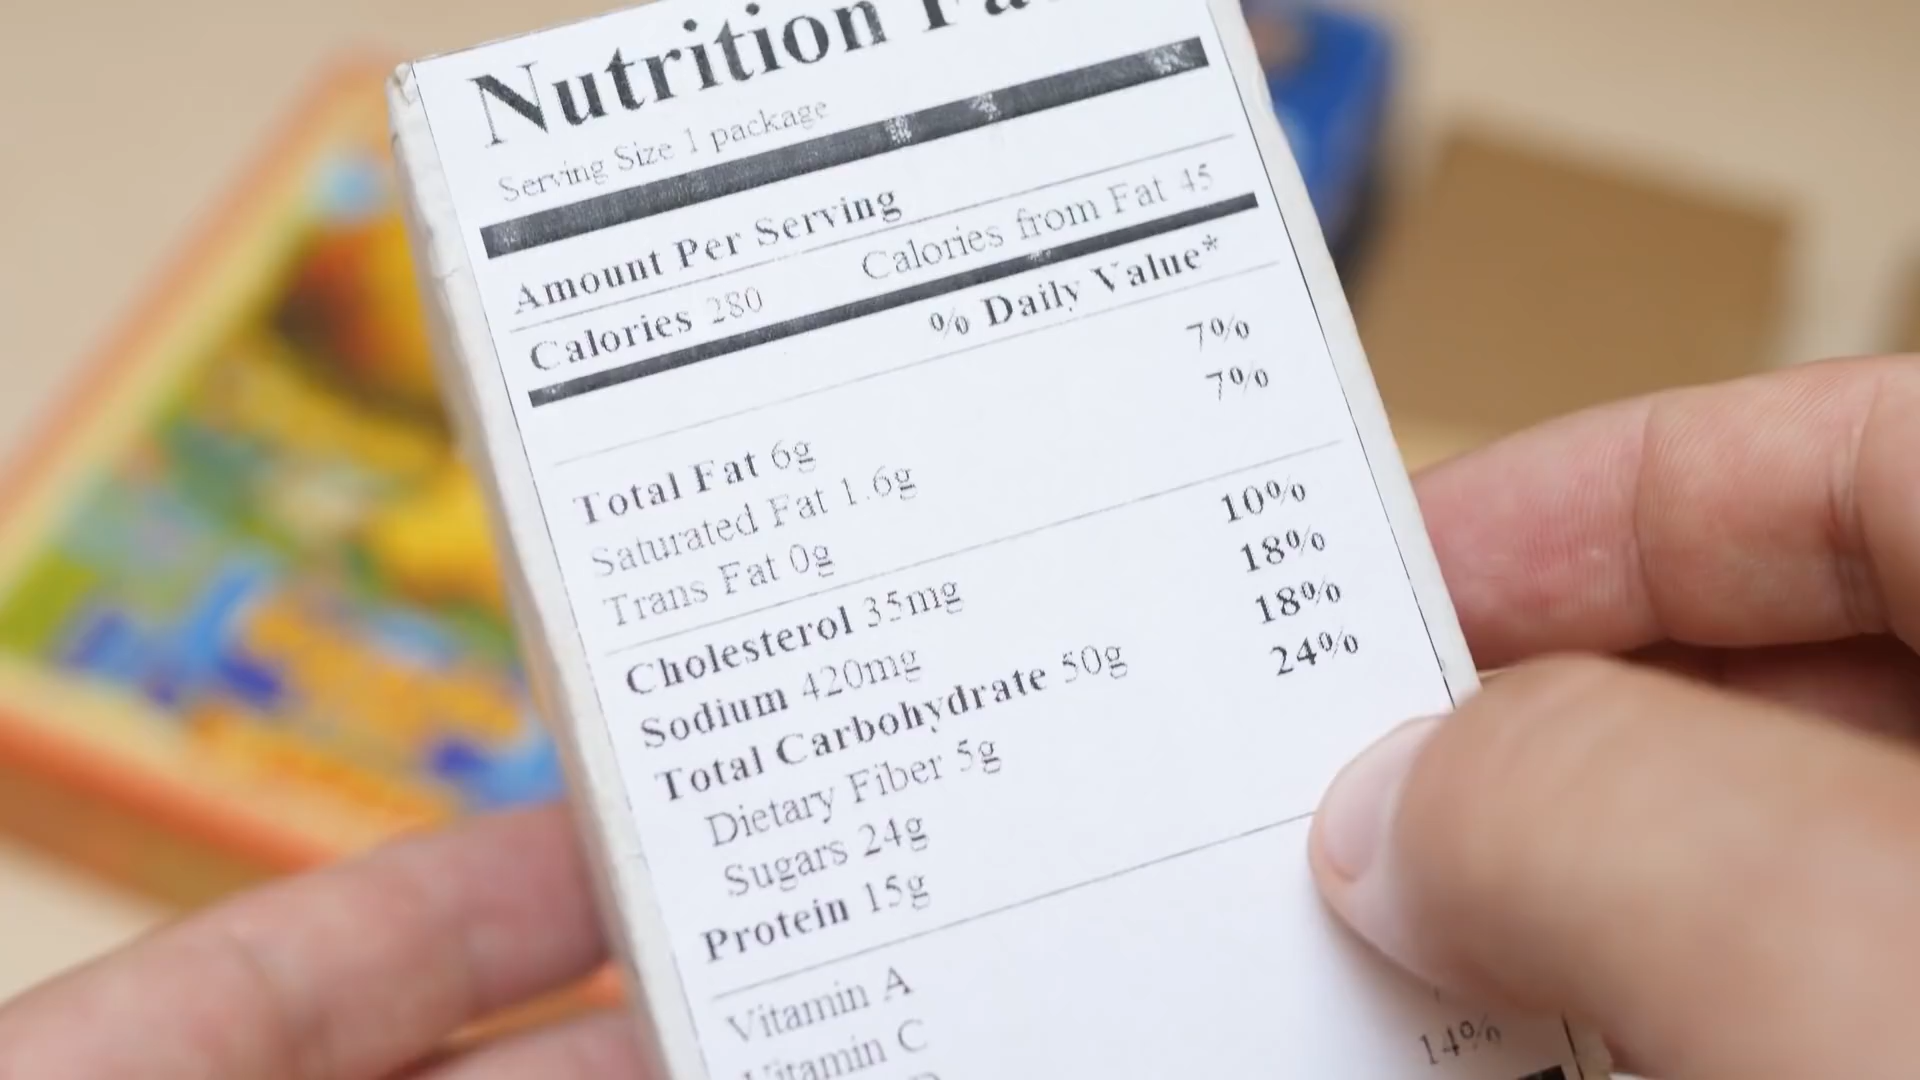 Nutrition
Serving Size 1 package
Amount Per Serving
Calories 280 Calories from Fat 45
% Daily Value*
Total Fat 6g 7%
Saturated Fat 1.6g 7%
Trans Fat 0g
Cholesterol 35mg 10%
Sodium 420mg 18%
Total Carbohydrate 50g 18%
Dietary Fiber 5g 24%
Sugars 24g
Protein 15g
Vitamin A
Vitamin C 14%